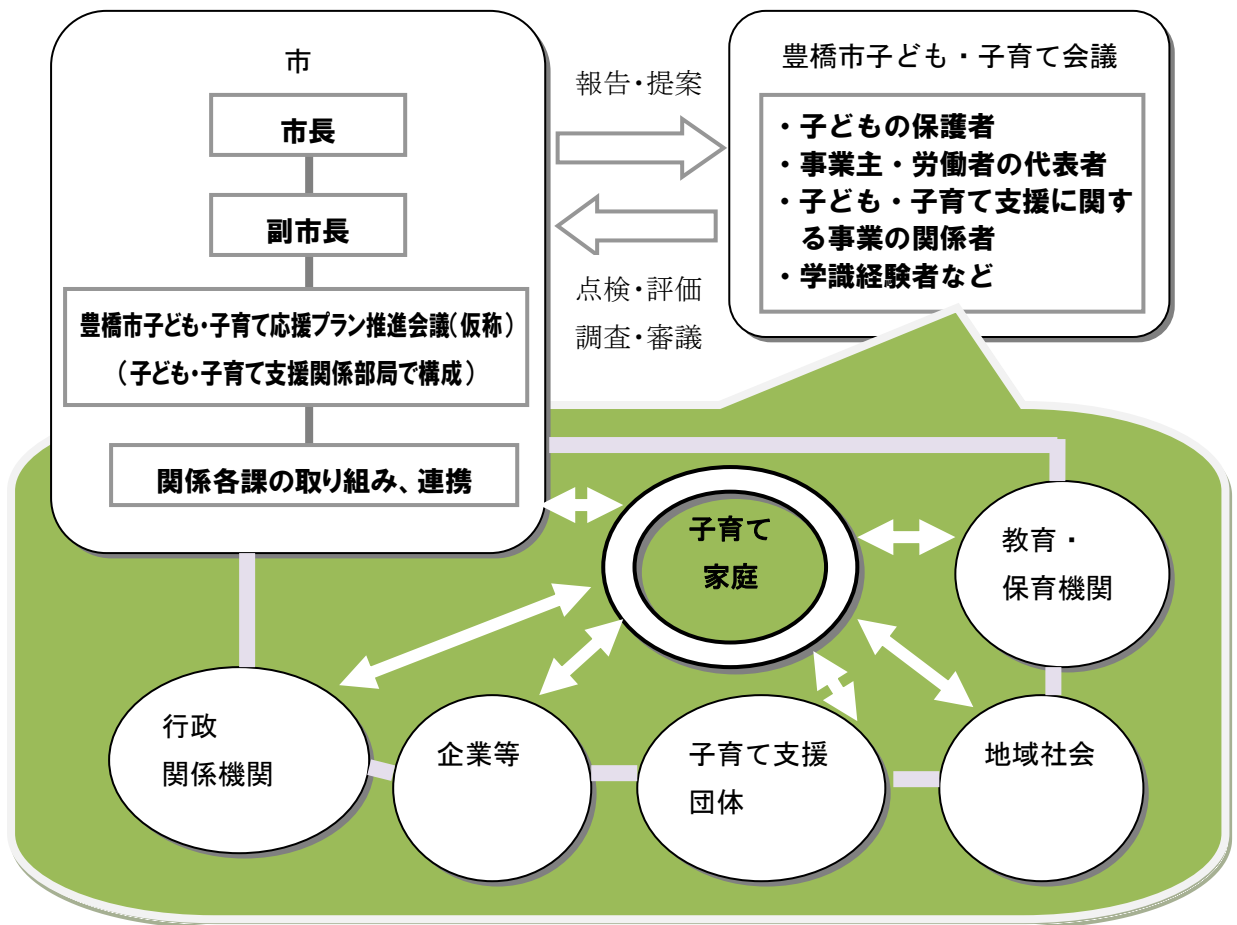 市
市長
副市長
豊橋市子ども・子育て応援プラン推進会議(仮称)
(子ども・子育て支援関係部局で構成)
関係各課の取り組み、連携
報告・提案
点検・評価
調査・審議
豊橋市子ども・子育て会議
・子どもの保護者
・事業主・労働者の代表者
・子ども・子育て支援に関す
る事業の関係者
・学識経験者など
子育て
家庭
教育・
保育機関
行政
関係機関
企業等
子育て支援
団体
地域社会